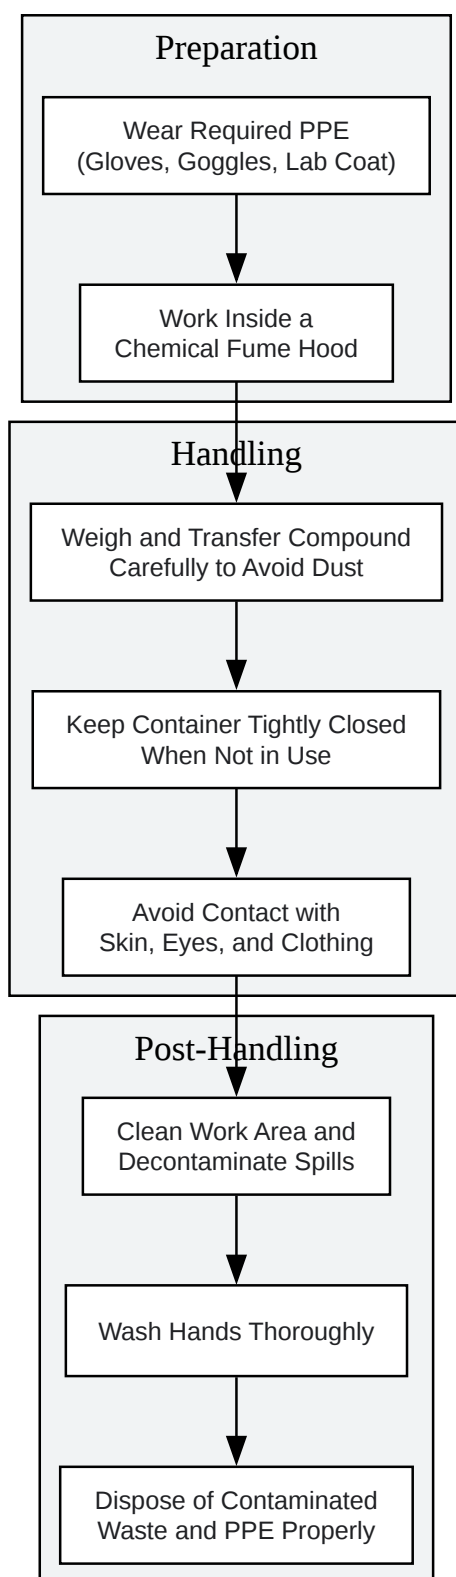 Preparation
Wear Required PPE
(Gloves, Goggles, Lab Coat)
Work Inside a
Chemical Fume Hood
Handling
Weigh and Transfer Compound
Carefully to Avoid Dust
Keep Container Tightly Closed
When Not in Use
Avoid Contact with
Skin, Eyes, and Clothing
Post-Handling
Clean Work Area and
Decontaminate Spills
Wash Hands Thoroughly
Dispose of Contaminated
Waste and PPE Properly